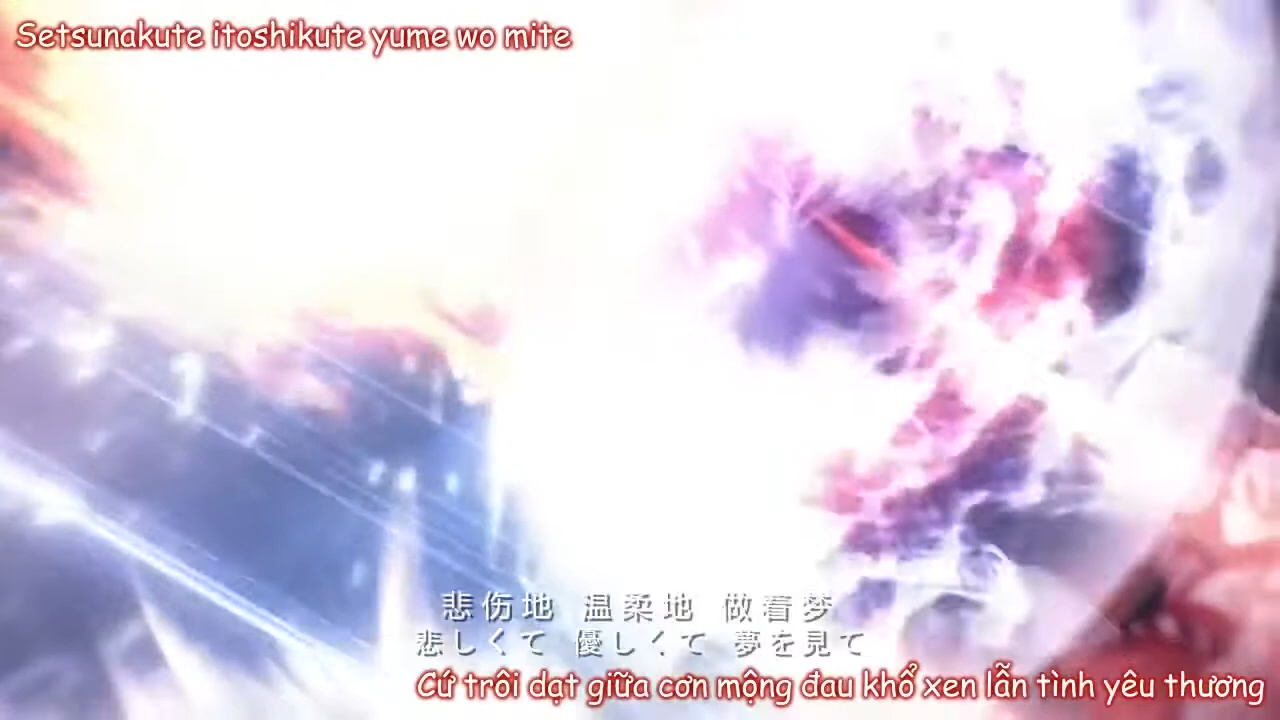 Setsunakute itoshikute yume wo mite
悲伤地 温柔地 做着梦
悲しくて 優しくて 夢を見て
Cứ trôi dạt giữa cơn mộng đau khổ xen lẫn tình yêu thương